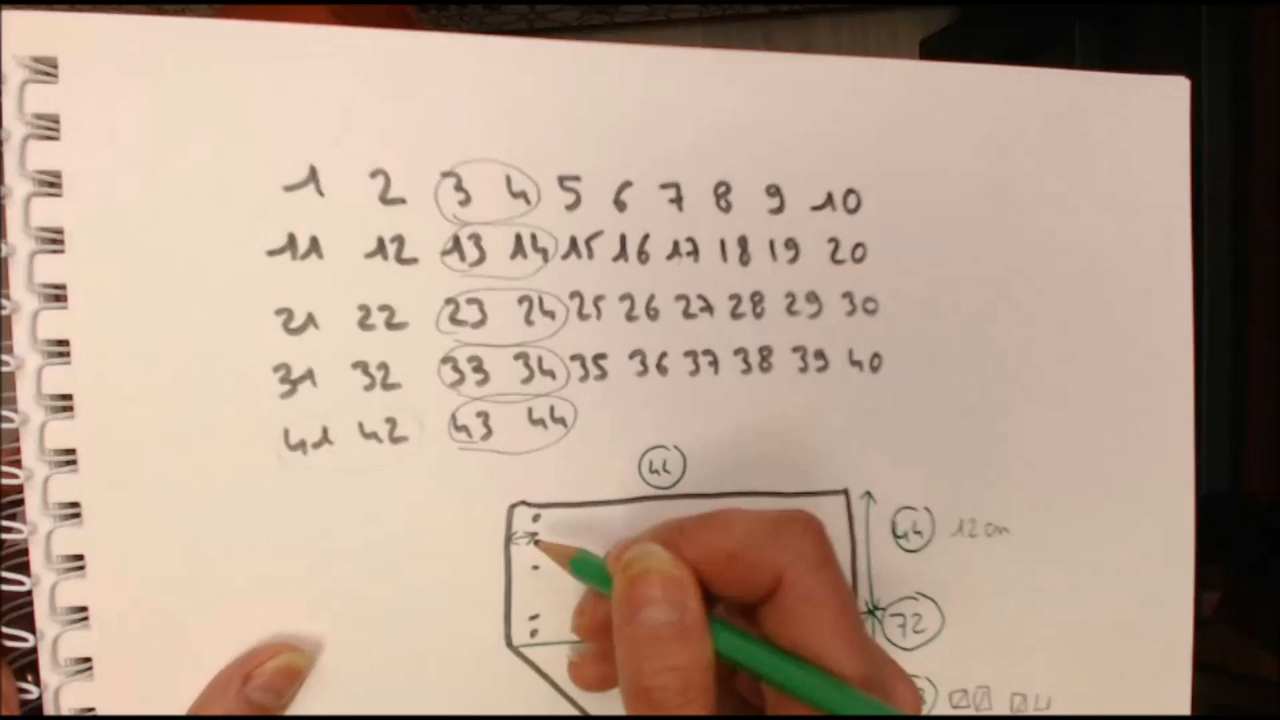 1 2 3 4 5 6 7 8 9 10
11 12 13 14 15 16 17 18 19 20
21 22 23 24 25 26 27 28 29 30
31 32 33 34 35 36 37 38 39 40
41 42 43 44
44
44 12 cm
72